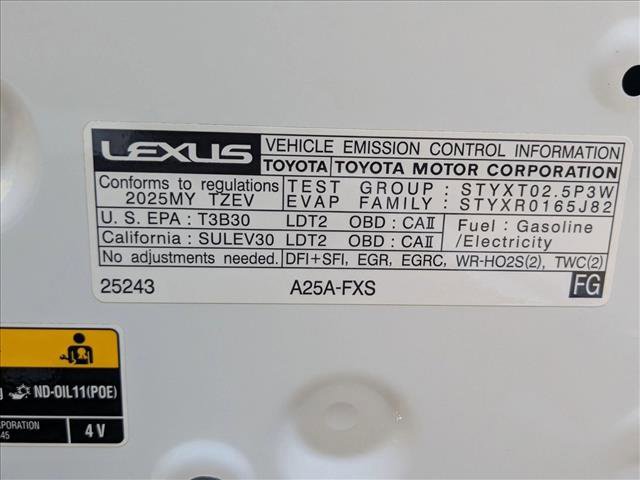 LEXUS VEHICLE EMISSION CONTROL INFORMATION
TOYOTA TOYOTA MOTOR CORPORATION
Conforms to regulations TEST GROUP : STYXT02.5P3W
2025MY TZEV EVAP FAMILY : STYXR0165J82
U.S. EPA : T3B30 LDT2 OBD : CAⅡ Fuel : Gasoline
California : SULEV30 LDT2 OBD : CAⅡ /Electricity
No adjustments needed. DFI+SFI, EGR, EGRC, WR-HO2S(2), TWC(2)
25243 A25A-FXS FG
ND-OIL11(POE)
4V